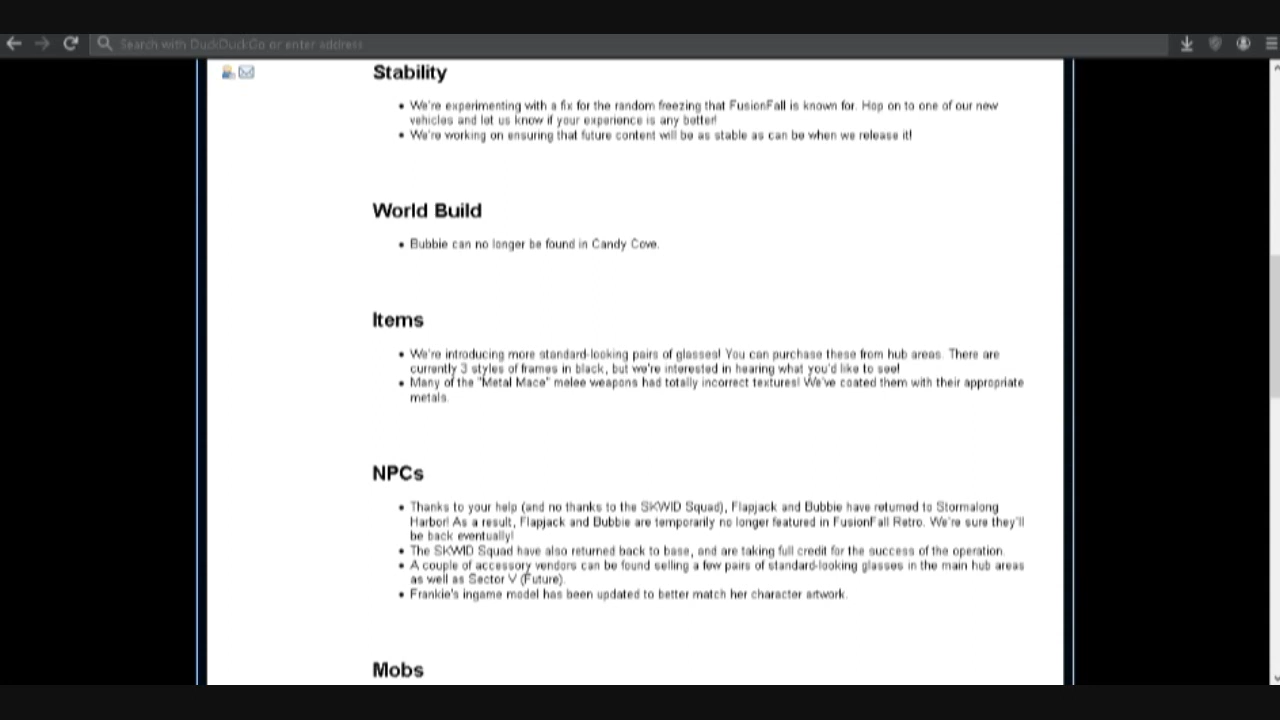 Search with DuckDuckGo or enter address
Stability
• We're experimenting with a fix for the random freezing that FusionFall is known for. Hop on to one of our new
vehicles and let us know if your experience is any better!
• We're working on ensuring that future content will be as stable as can be when we release it!
World Build
• Bubbie can no longer be found in Candy Cove.
Items
• We're introducing more standard-looking pairs of glasses! You can purchase these from hub areas. There are
currently 3 styles of frames in black, but we're interested in hearing what you'd like to see!
• Many of the "Metal Mace" melee weapons had totally incorrect textures! We've coated them with their appropriate
metals.
NPCs
• Thanks to your help (and no thanks to the SKWID Squad), Flapjack and Bubbie have returned to Stormalong
Harbor! As a result, Flapjack and Bubbie are temporarily no longer featured in FusionFall Retro. We're sure they'll
be back eventually!
• The SKWID Squad have also returned back to base, and are taking full credit for the success of the operation.
• A couple of accessory vendors can be found selling a few pairs of standard-looking glasses in the main hub areas
as well as Sector V (Future).
• Frankie's ingame model has been updated to better match her character artwork.
Mobs